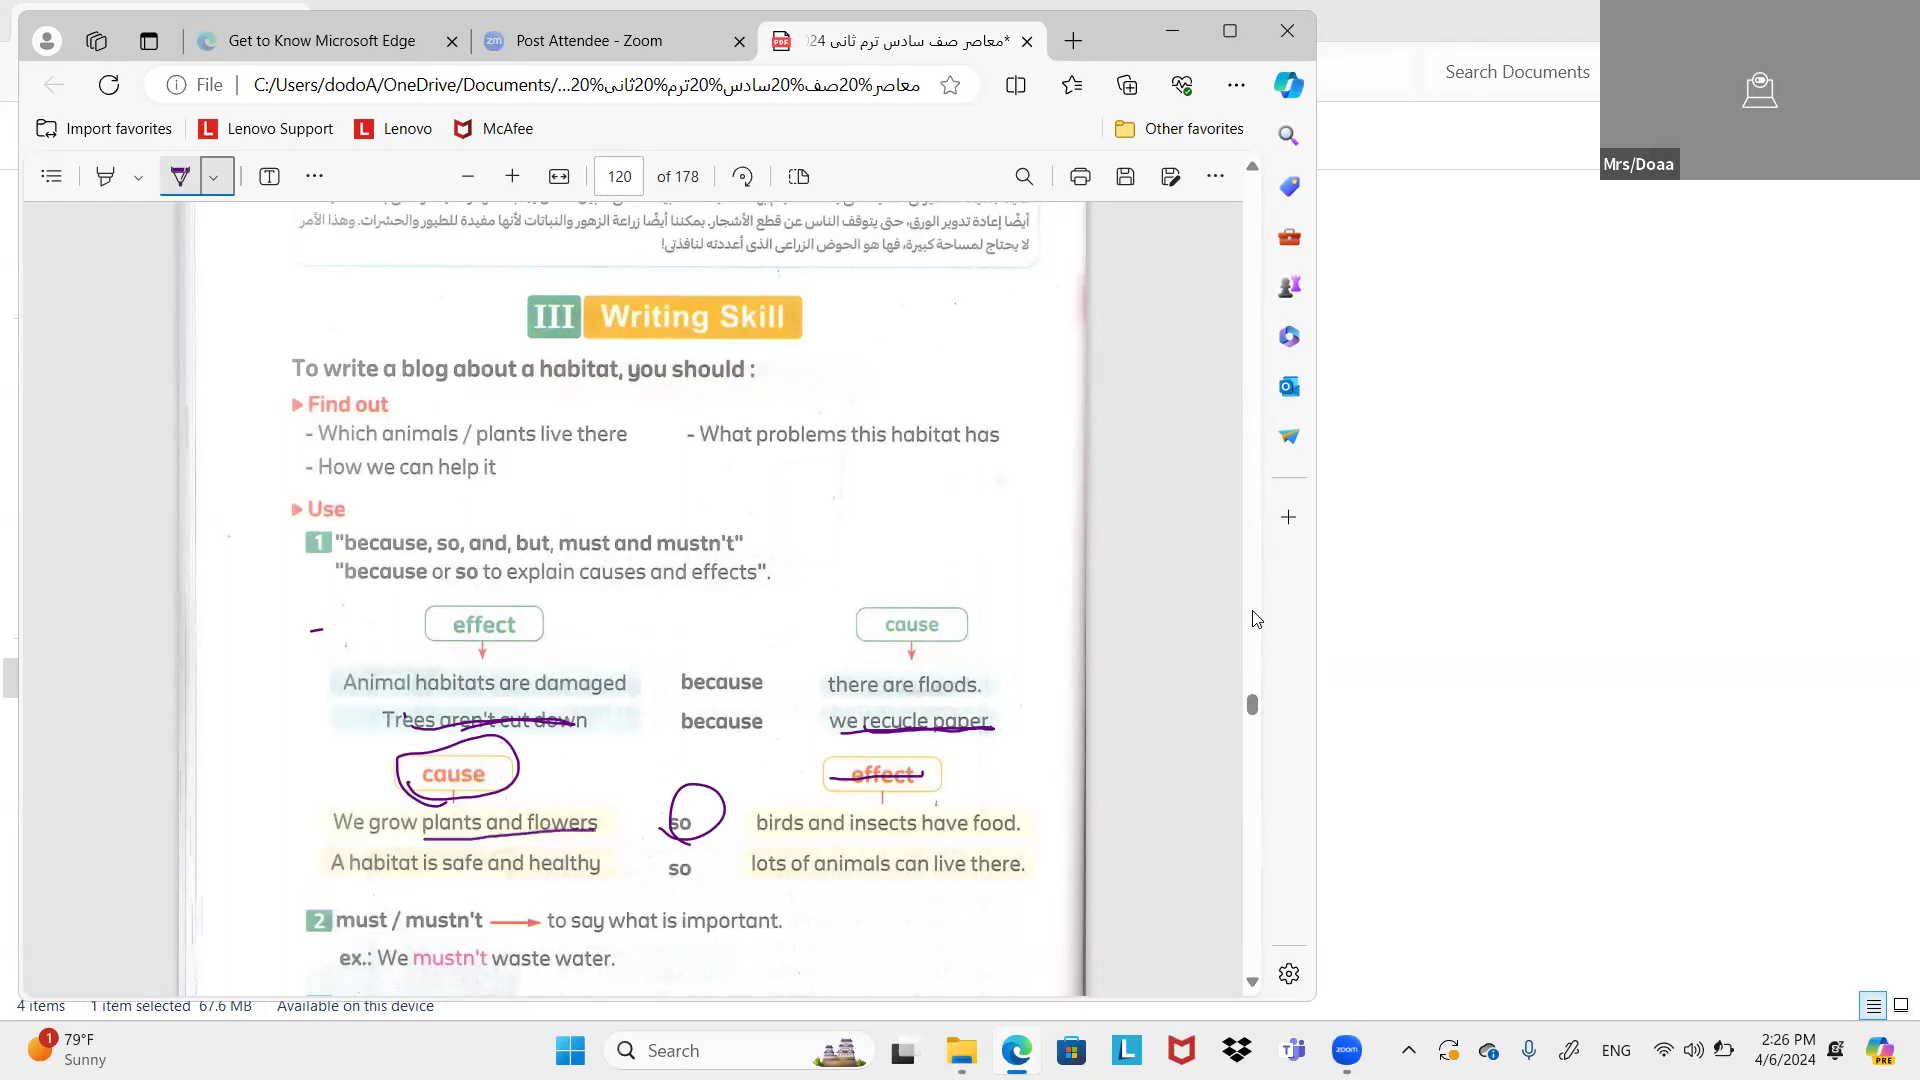 Get to Know Microsoft Edge
zm Post Attendee - Zoom
PDF *معاصر صف سادس ترم ثانى 024
Search Documents
File
C:/Users/dodoA/OneDrive/Documents/...معاصر%20صف%20سادس%20ترم%20ثانى%20
Import favorites
L Lenovo Support
L Lenovo
McAfee
Other favorites
Mrs/Doaa
120 of 178
أيضًا إعادة تدوير الورق، حتى يتوقف الناس عن قطع الأشجار. يمكننا أيضًا زراعة الزهور والنباتات لأنها مفيدة للطيور والحشرات. وهذا الأمر
لا يحتاج لمساحة كبيرة، فها هو الحوض الزراعى الذى أعددته لنافذتى!
III Writing Skill
To write a blog about a habitat, you should :
Find out
- Which animals / plants live there - What problems this habitat has
- How we can help it
Use
1 "because, so, and, but, must and mustn't"
"because or so to explain causes and effects".
effect cause
Animal habitats are damaged because there are floods.
Trees aren't cut down because we recycle paper
cause effect
We grow plants and flowers so birds and insects have food.
A habitat is safe and healthy so lots of animals can live there.
2 must / mustn't to say what is important.
ex.: We mustn't waste water.
4 items 1 item selected 67.6 MB Available on this device
1 79°F
Sunny
Search
L
zoom
ENG
2:26 PM
4/6/2024
PRE